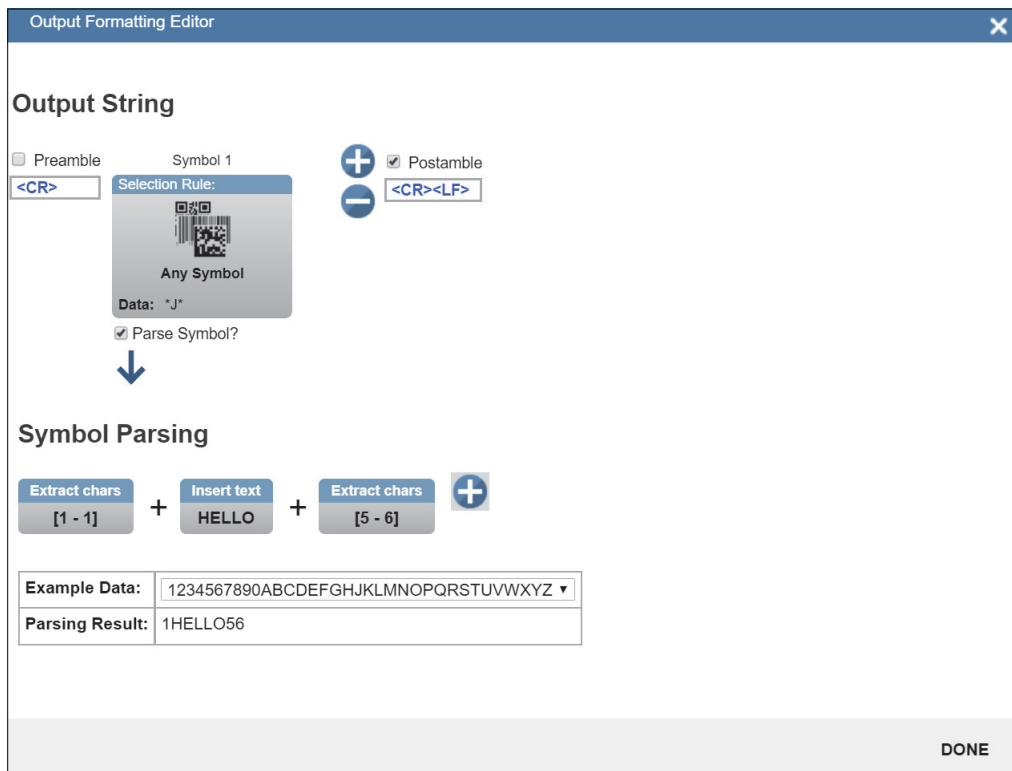 Output Formatting Editor
Output String
Preamble
<CR>
Symbol 1
Selection Rule:
Any Symbol
Data: *J*
Parse Symbol?
Postamble
<CR><LF>
Symbol Parsing
Extract chars
[1 - 1]
+
Insert text
HELLO
+
Extract chars
[5 - 6]
Example Data: 1234567890ABCDEFGHJKLMNOPQRSTUVWXYZ
Parsing Result: 1HELLO56
DONE